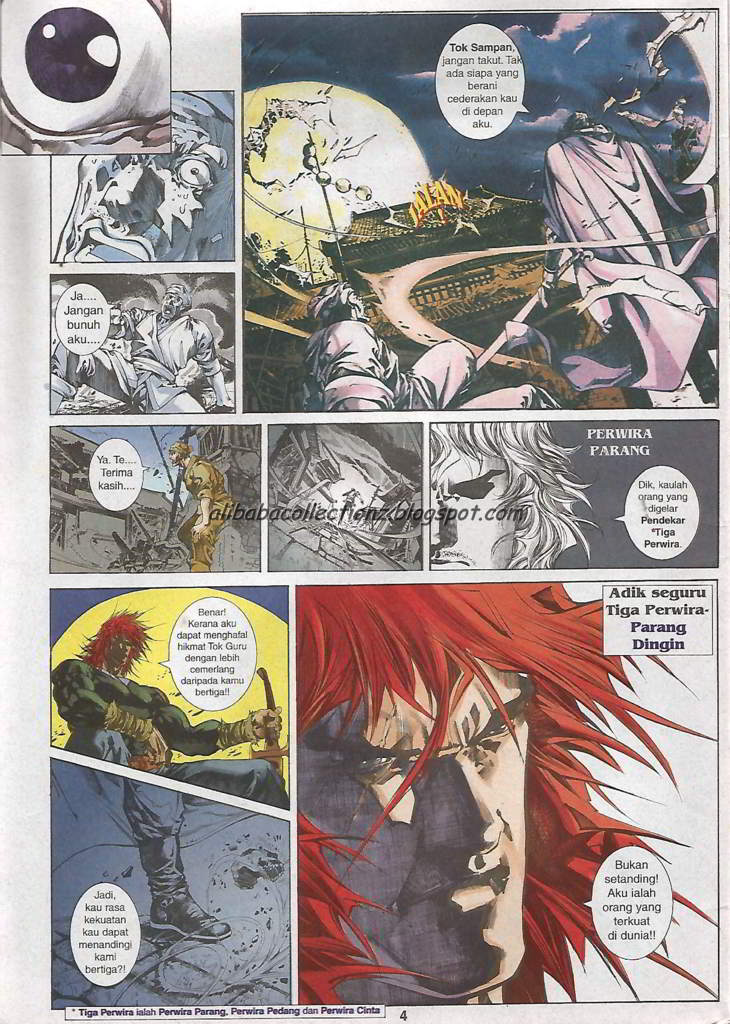 Tok Sampan,
jangan takut. Tak
ada siapa yang
berani
cederakan kau
di depan
aku.
Ja....
Jangan
bunuh
aku....
Ya. Te....
Terima
kasih....
PERWIRA
PARANG
Dik, kaulah
orang yang
digelar
Pendekar
*Tiga
Perwira.
alibabacollectionz.blogspot.com
Benar!
Kerana aku
dapat menghafal
hikmat Tok Guru
dengan lebih
cemerlang
daripada kamu
bertiga!!
Adik seguru
Tiga Perwira-
Parang
Dingin
Jadi,
kau rasa
kekuatan
kau dapat
menandingi
kami
bertiga?!
Bukan
setanding!
Aku ialah
orang yang
terkuat
di dunia!!
* Tiga Perwira ialah Perwira Parang, Perwira Pedang dan Perwira Cinta
4